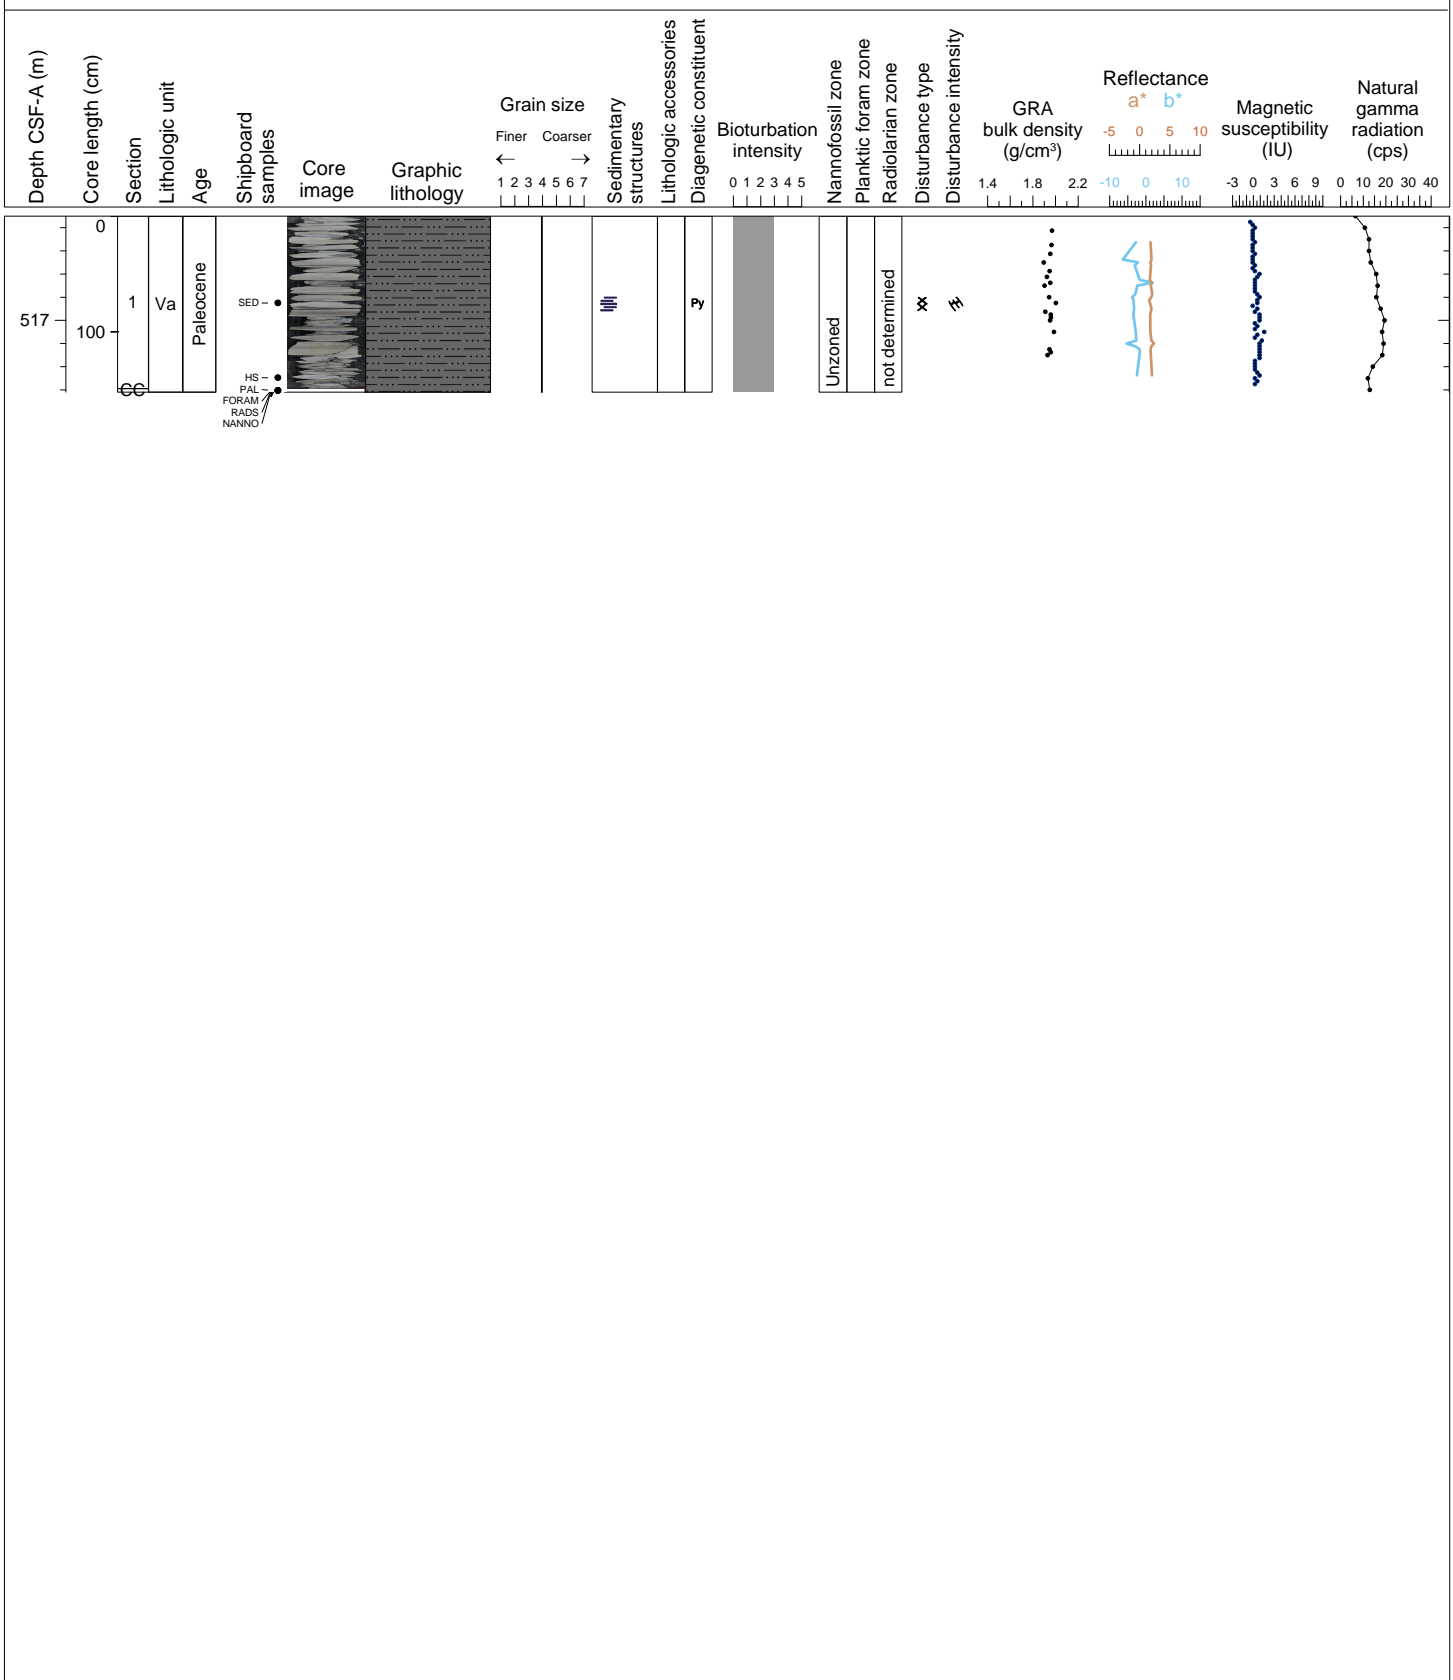 Depth CSF-A (m)
Core length (cm)
Section
Lithologic unit
Age
Shipboard
samples
Core
image
Graphic
lithology
Grain size
Finer Coarser
← →
1 2 3 4 5 6 7
Sedimentary
structures
Lithologic accessories
Diagenetic constituent
Bioturbation
intensity
0 1 2 3 4 5
Nannofossil zone
Planktic foram zone
Radiolarian zone
Disturbance type
Disturbance intensity
GRA
bulk density
(g/cm³)
1.4 1.8 2.2
Reflectance
a* b*
-5 0 5 10
-10 0 10
Magnetic
susceptibility
(IU)
-3 0 3 6 9
Natural
gamma
radiation
(cps)
0 10 20 30 40
517
0
100
1
CC
Va
Paleocene
SED
HS
PAL
FORAM
RADS
NANNO
Py
Unzoned
not determined